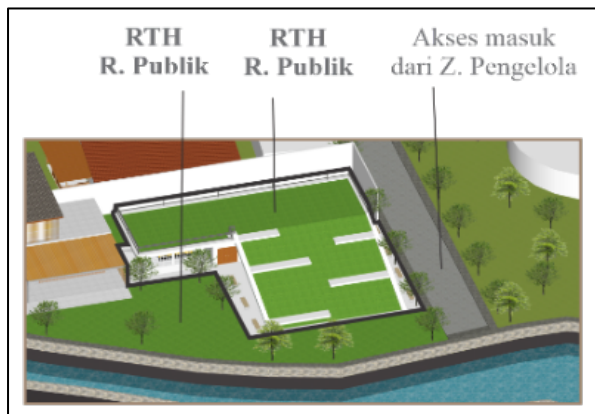 RTH
R. Publik
RTH
R. Publik
Akses masuk
dari Z. Pengelola